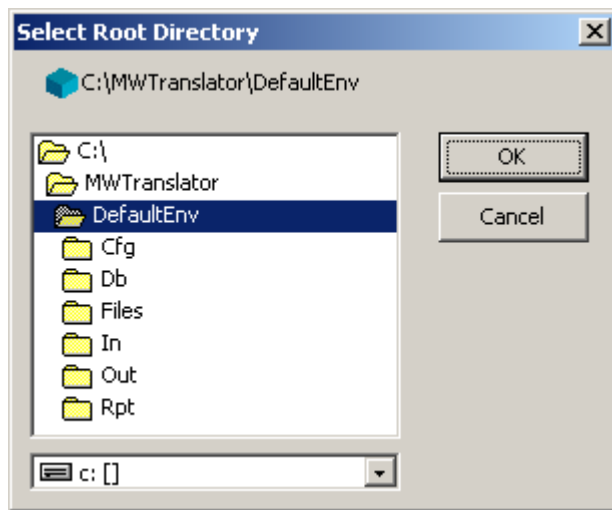 Select Root Directory
C:\MWTranslator\DefaultEnv
C:\
MWTranslator
DefaultEnv
Cfg
Db
Files
In
Out
Rpt
OK
Cancel
c: []